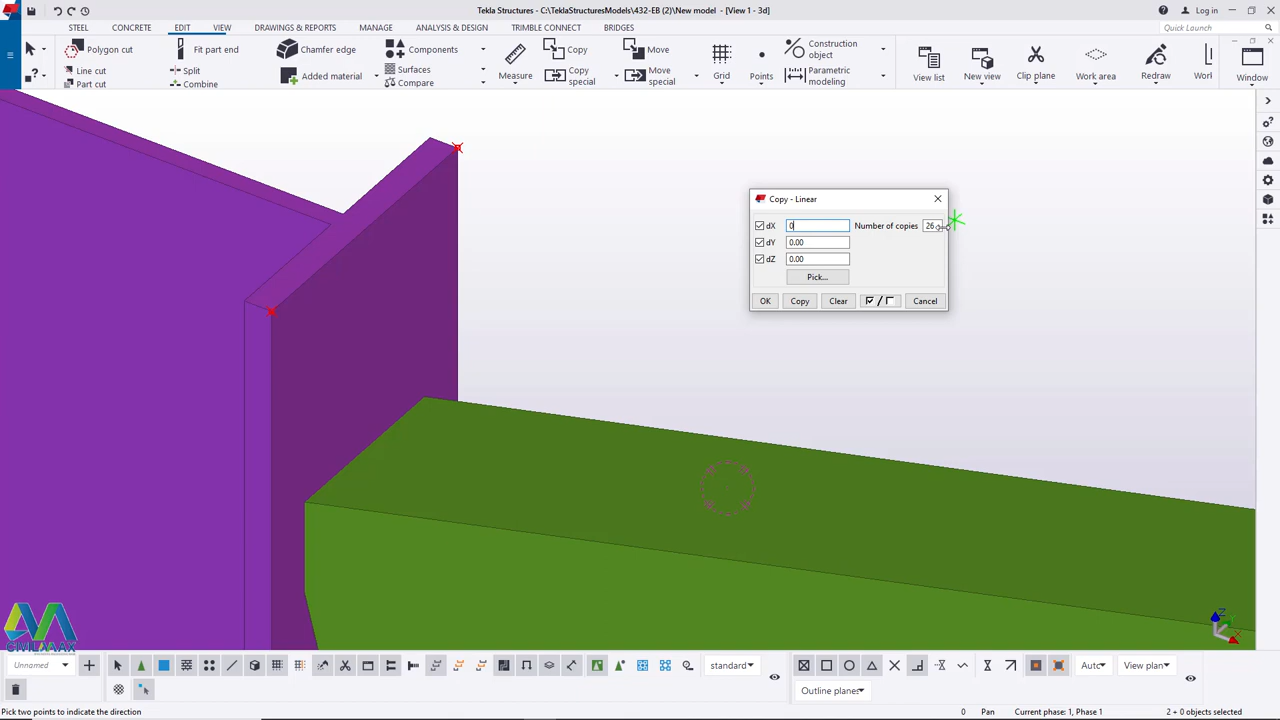 Tekla Structures - C:\TeklaStructuresModels\432-EB (2)\New model - [View 1 - 3d]
Log in
STEEL CONCRETE EDIT VIEW DRAWINGS & REPORTS MANAGE ANALYSIS & DESIGN TRIMBLE CONNECT BRIDGES
Quick Launch
Polygon cut
Line cut
Part cut
Fit part end
Split
Combine
Chamfer edge
Added material
Components
Surfaces
Compare
Measure
Copy
Copy special
Move
Move special
Grid
Points
Construction object
Parametric modeling
View list
New view
Clip plane
Work area
Redraw
Worl
Window
Copy - Linear
dX 0 Number of copies 26
dY 0.00
dZ 0.00
Pick...
OK Copy Clear / Cancel
Z
CIVILMAAX
Unnamed
standard
Auto
View plan
Outline planes
Pick two points to indicate the direction
0 Pan Current phase: 1, Phase 1 2 + 0 objects selected